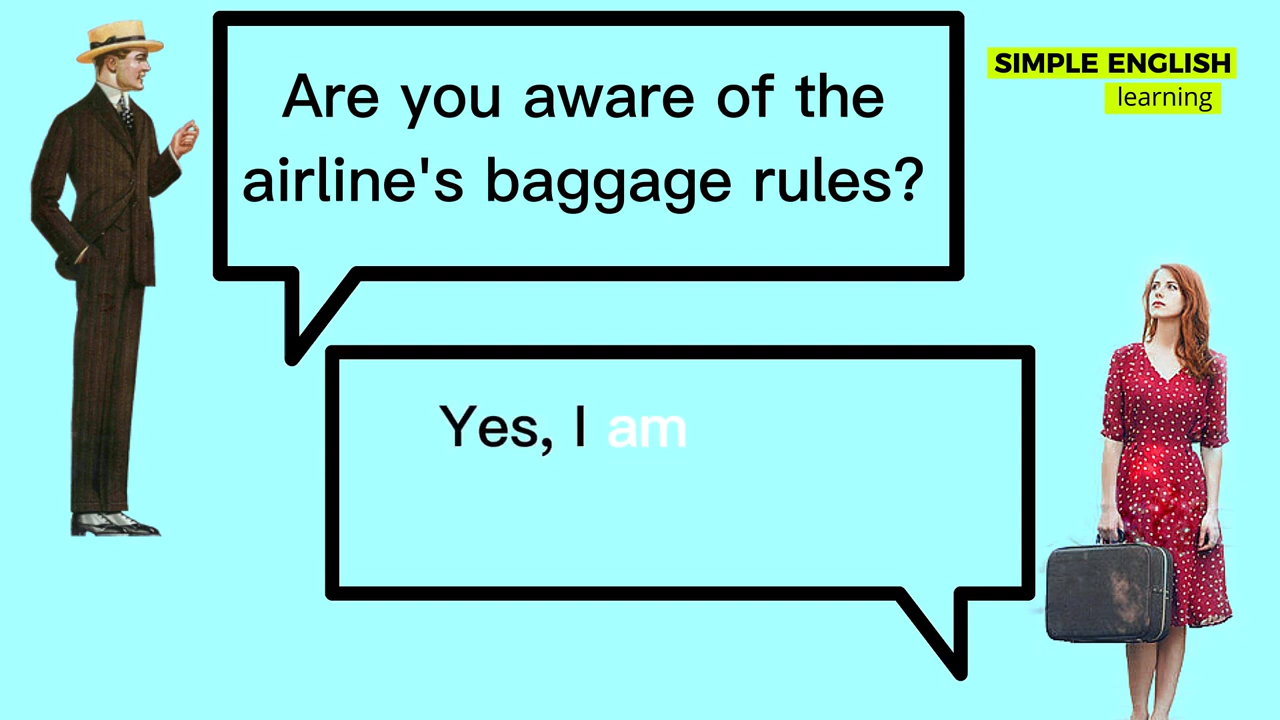 Are you aware of the
airline's baggage rules?
SIMPLE ENGLISH
learning
Yes, I am